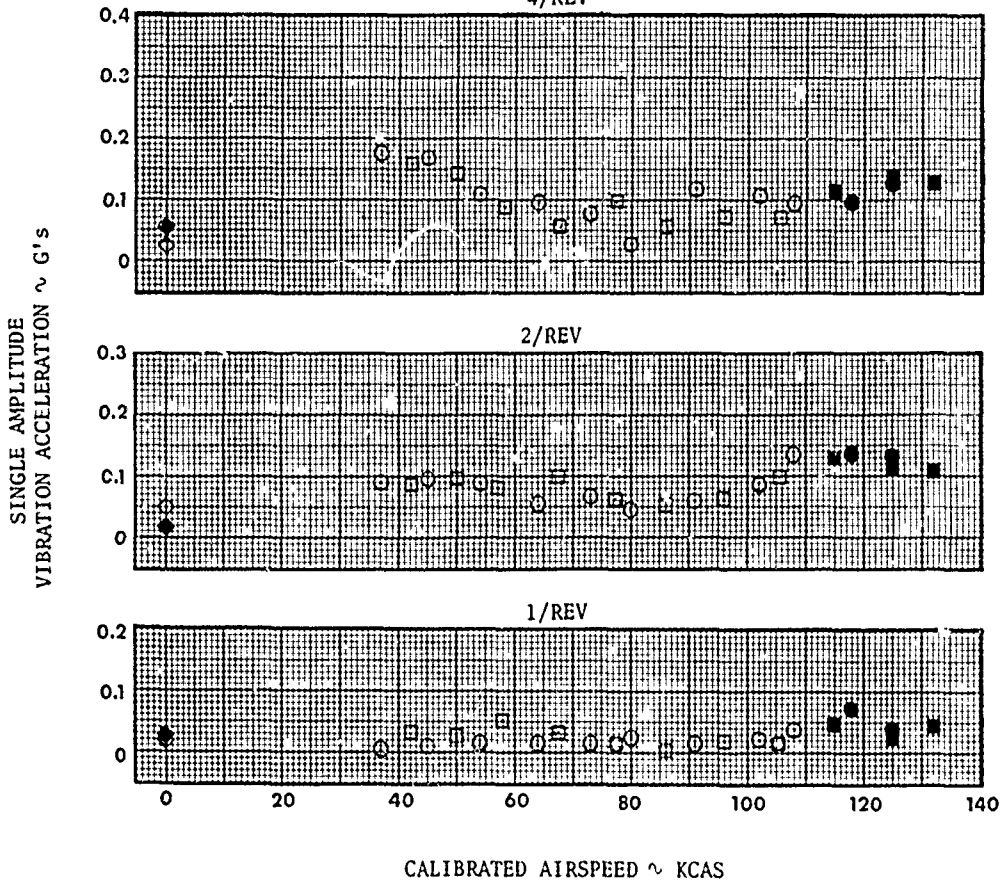 4/REV
0.4
0.3
0.2
0.1
0
2/REV
0.3
0.2
0.1
0
1/REV
0.2
0.1
0
0 20 40 60 80 100 120 140
SINGLE AMPLITUDE
VIBRATION ACCELERATION ~ G's
CALIBRATED AIRSPEED ~ KCAS